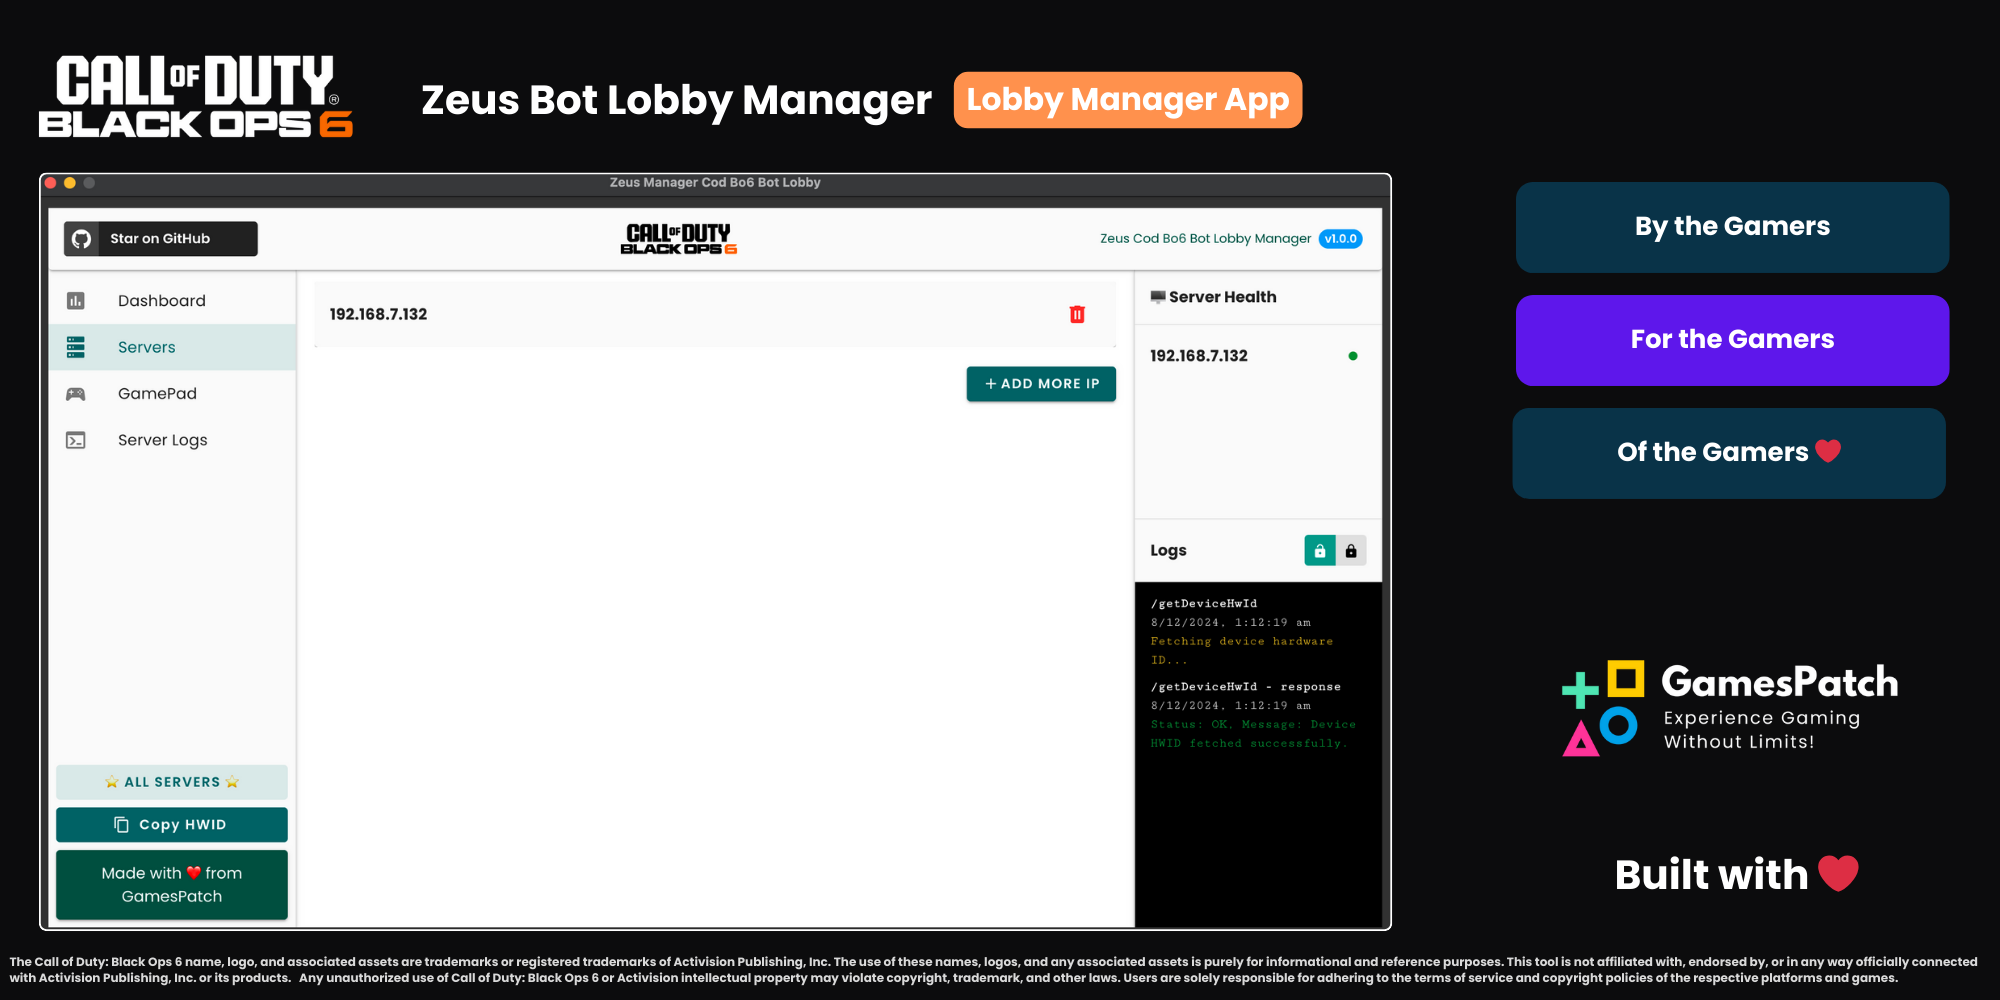 CALL OF DUTY®
BLACK OPS 6
Zeus Bot Lobby Manager
Lobby Manager App
Zeus Manager Cod Bo6 Bot Lobby
Star on GitHub
CALL OF DUTY
BLACK OPS 6
Zeus Cod Bo6 Bot Lobby Manager v1.0.0
Dashboard
Servers
GamePad
Server Logs
ALL SERVERS
Copy HWID
Made with ❤️ from
GamesPatch
192.168.7.132
+ ADD MORE IP
Server Health
192.168.7.132
Logs
/getDeviceHwId
8/12/2024, 1:12:19 am
Fetching device hardware
ID...
/getDeviceHwId - response
8/12/2024, 1:12:19 am
Status: OK, Message: Device
HWID fetched successfully.
By the Gamers
For the Gamers
Of the Gamers ❤️
GamesPatch
Experience Gaming
Without Limits!
Built with ❤️
The Call of Duty: Black Ops 6 name, logo, and associated assets are trademarks or registered trademarks of Activision Publishing, Inc. The use of these names, logos, and any associated assets is purely for informational and reference purposes. This tool is not affiliated with, endorsed by, or in any way officially connected
with Activision Publishing, Inc. or its products. Any unauthorized use of Call of Duty: Black Ops 6 or Activision intellectual property may violate copyright, trademark, and other laws. Users are solely responsible for adhering to the terms of service and copyright policies of the respective platforms and games.